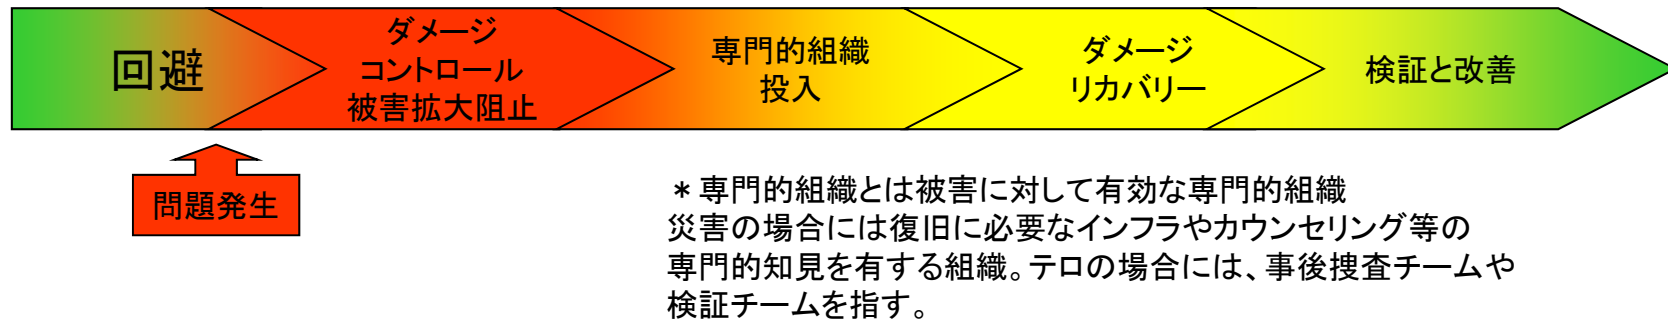 回避
ダメージ
コントロール
被害拡大阻止
専門的組織
投入
ダメージ
リカバリー
検証と改善
問題発生
＊専門的組織とは被害に対して有効な専門的組織
災害の場合には復旧に必要なインフラやカウンセリング等の
専門的知見を有する組織。テロの場合には、事後捜査チームや
検証チームを指す。